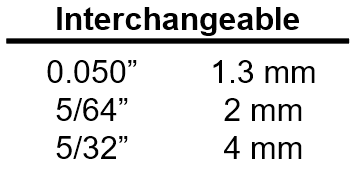 Interchangeable
0.050” 1.3 mm
5/64” 2 mm
5/32” 4 mm